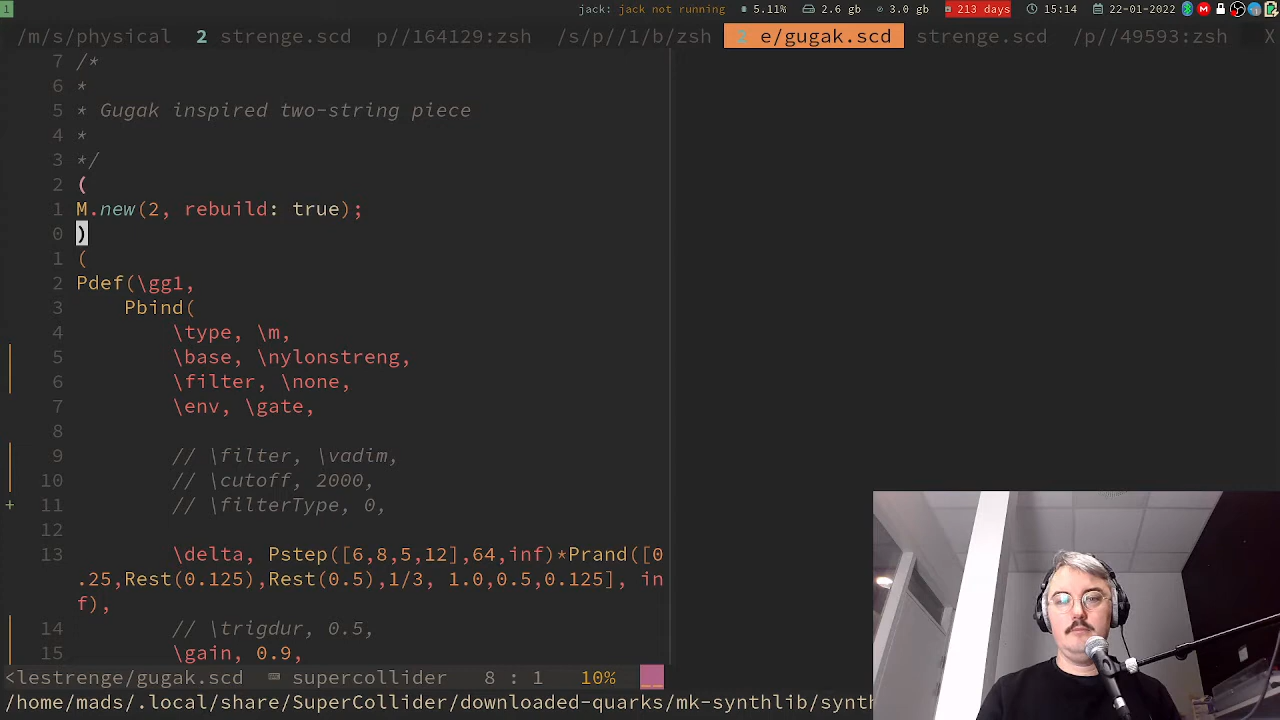 1 jack: jack not running 5.11% 2.6 gb 3.0 gb 213 days 15:14 22-01-2022
/m/s/physical 2 strenge.scd p//164129:zsh /s/p//1/b/zsh 2 e/gugak.scd strenge.scd /p//49593:zsh X
7 /*
6 *
5 * Gugak inspired two-string piece
4 *
3 */
2 (
1 M.new(2, rebuild: true);
0 )
1 (
2 Pdef(\gg1,
3 Pbind(
4 \type, \m,
5 \base, \nylonstreng,
6 \filter, \none,
7 \env, \gate,
8
9 // \filter, \vadim,
10 // \cutoff, 2000,
+ 11 // \filterType, 0,
12
13 \delta, Pstep([6,8,5,12],64,inf)*Prand([0
.25,Rest(0.125),Rest(0.5),1/3, 1.0,0.5,0.125], in
f),
14 // \trigdur, 0.5,
15 \gain, 0.9,
<lestrenge/gugak.scd supercollider 8 : 1 10% __
/home/mads/.local/share/SuperCollider/downloaded-quarks/mk-synthlib/synth